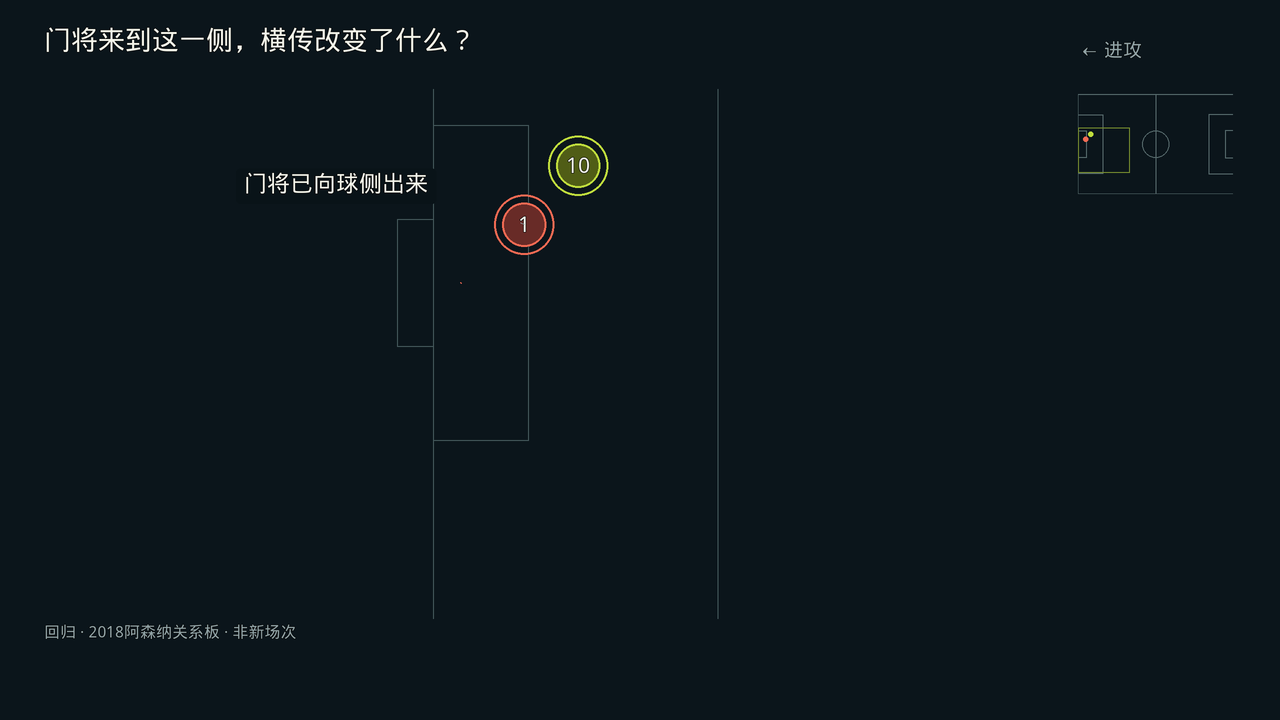 门将来到这一侧，横传改变了什么？
← 进攻
10
门将已向球侧出来
1
回归 · 2018阿森纳关系板 · 非新场次